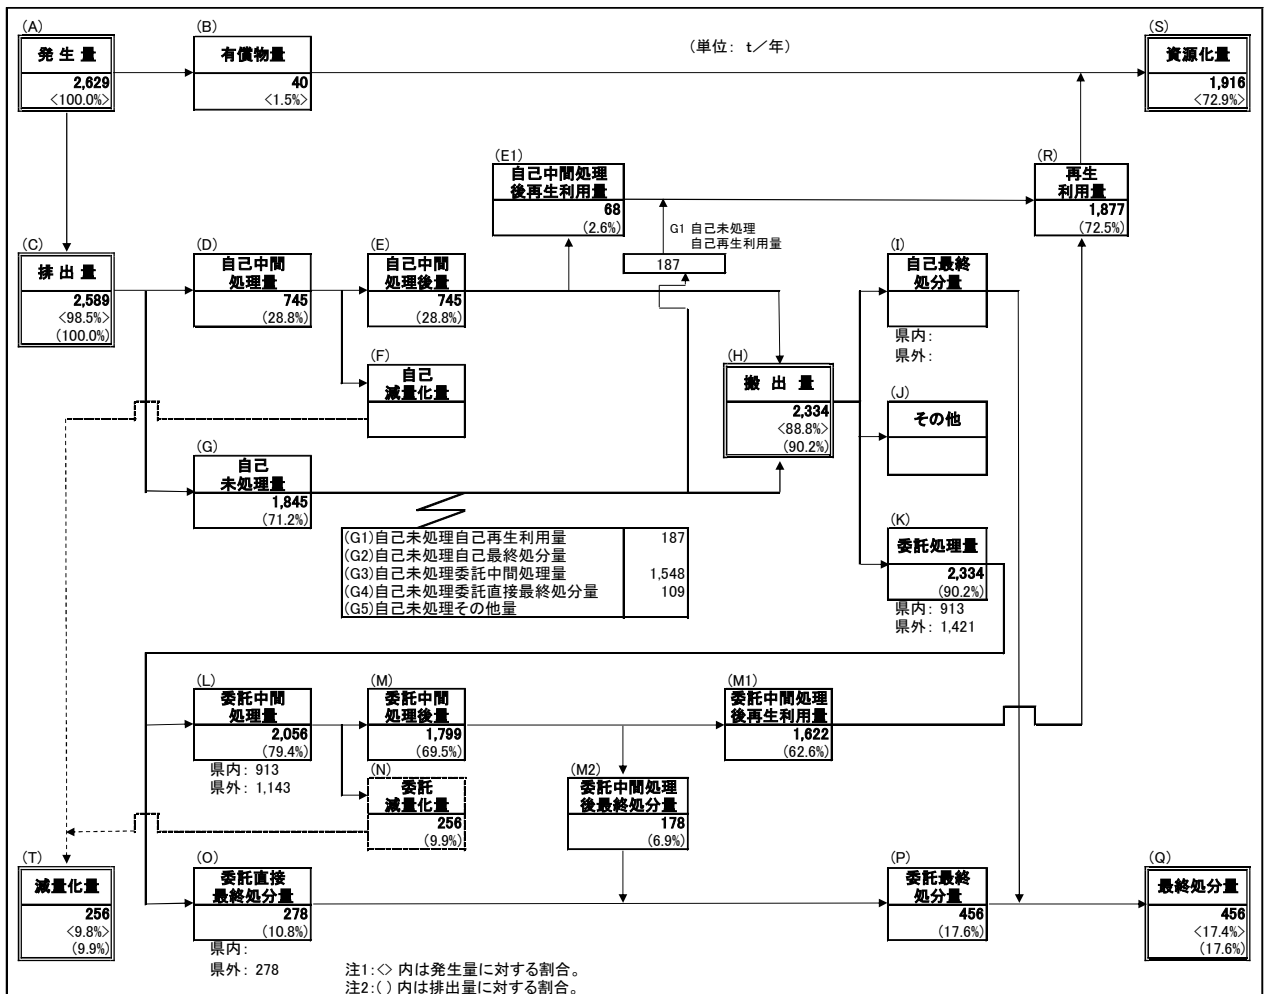 (A)
発 生 量
2,629
<100.0%>
(B)
有償物量
40
<1.5%>
(単位: t/年)
(S)
資源化量
1,916
<72.9%>
(E1)
自己中間処理
後再生利用量
68
(2.6%)
G1 自己未処理
自己再生利用量
187
(R)
再生
利用量
1,877
(72.5%)
(C)
排 出 量
2,589
<98.5%>
(100.0%)
(D)
自己中間
処理量
745
(28.8%)
(E)
自己中間
処理後量
745
(28.8%)
(I)
自己最終
処分量
県内:
県外:
(F)
自己
減量化量
(H)
搬 出 量
2,334
<88.8%>
(90.2%)
(J)
その他
(G)
自己
未処理量
1,845
(71.2%)
(G1)自己未処理自己再生利用量 187
(G2)自己未処理自己最終処分量
(G3)自己未処理委託中間処理量 1,548
(G4)自己未処理委託直接最終処分量 109
(G5)自己未処理その他量
(K)
委託処理量
2,334
(90.2%)
県内: 913
県外: 1,421
(L)
委託中間
処理量
2,056
(79.4%)
県内: 913
県外: 1,143
(M)
委託中間
処理後量
1,799
(69.5%)
(M1)
委託中間処理
後再生利用量
1,622
(62.6%)
(N)
委託
減量化量
256
(9.9%)
(M2)
委託中間処理
後最終処分量
178
(6.9%)
(T)
減量化量
256
<9.8%>
(9.9%)
(O)
委託直接
最終処分量
278
(10.8%)
県内:
県外: 278
(P)
委託最終
処分量
456
(17.6%)
(Q)
最終処分量
456
<17.4%>
(17.6%)
注1:<> 内は発生量に対する割合。
注2:( ) 内は排出量に対する割合。